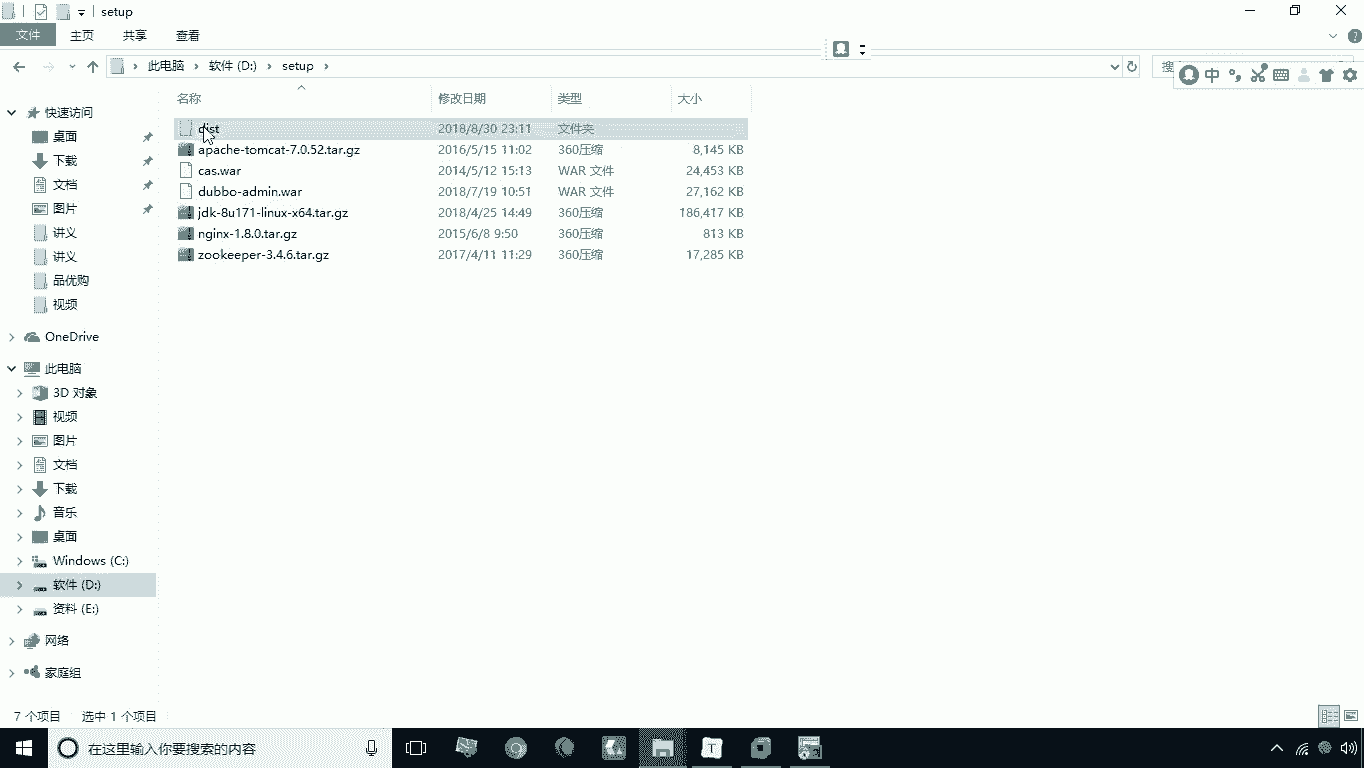 setup
文件 主页 共享 查看
此电脑 软件 (D:) setup 搜
中
名称 修改日期 类型 大小
dist 2018/8/30 23:11 文件夹
apache-tomcat-7.0.52.tar.gz 2016/5/15 11:02 360压缩 8,145 KB
cas.war 2014/5/12 15:13 WAR 文件 24,453 KB
dubbo-admin.war 2018/7/19 10:51 WAR 文件 27,162 KB
jdk-8u171-linux-x64.tar.gz 2018/4/25 14:49 360压缩 186,417 KB
nginx-1.8.0.tar.gz 2015/6/8 9:50 360压缩 813 KB
zookeeper-3.4.6.tar.gz 2017/4/11 11:29 360压缩 17,285 KB
快速访问
桌面
下载
文档
图片
讲义
讲义
品优购
视频
OneDrive
此电脑
3D 对象
视频
图片
文档
下载
音乐
桌面
Windows (C:)
软件 (D:)
资料 (E:)
网络
家庭组
7 个项目 选中 1 个项目
在这里输入你要搜索的内容